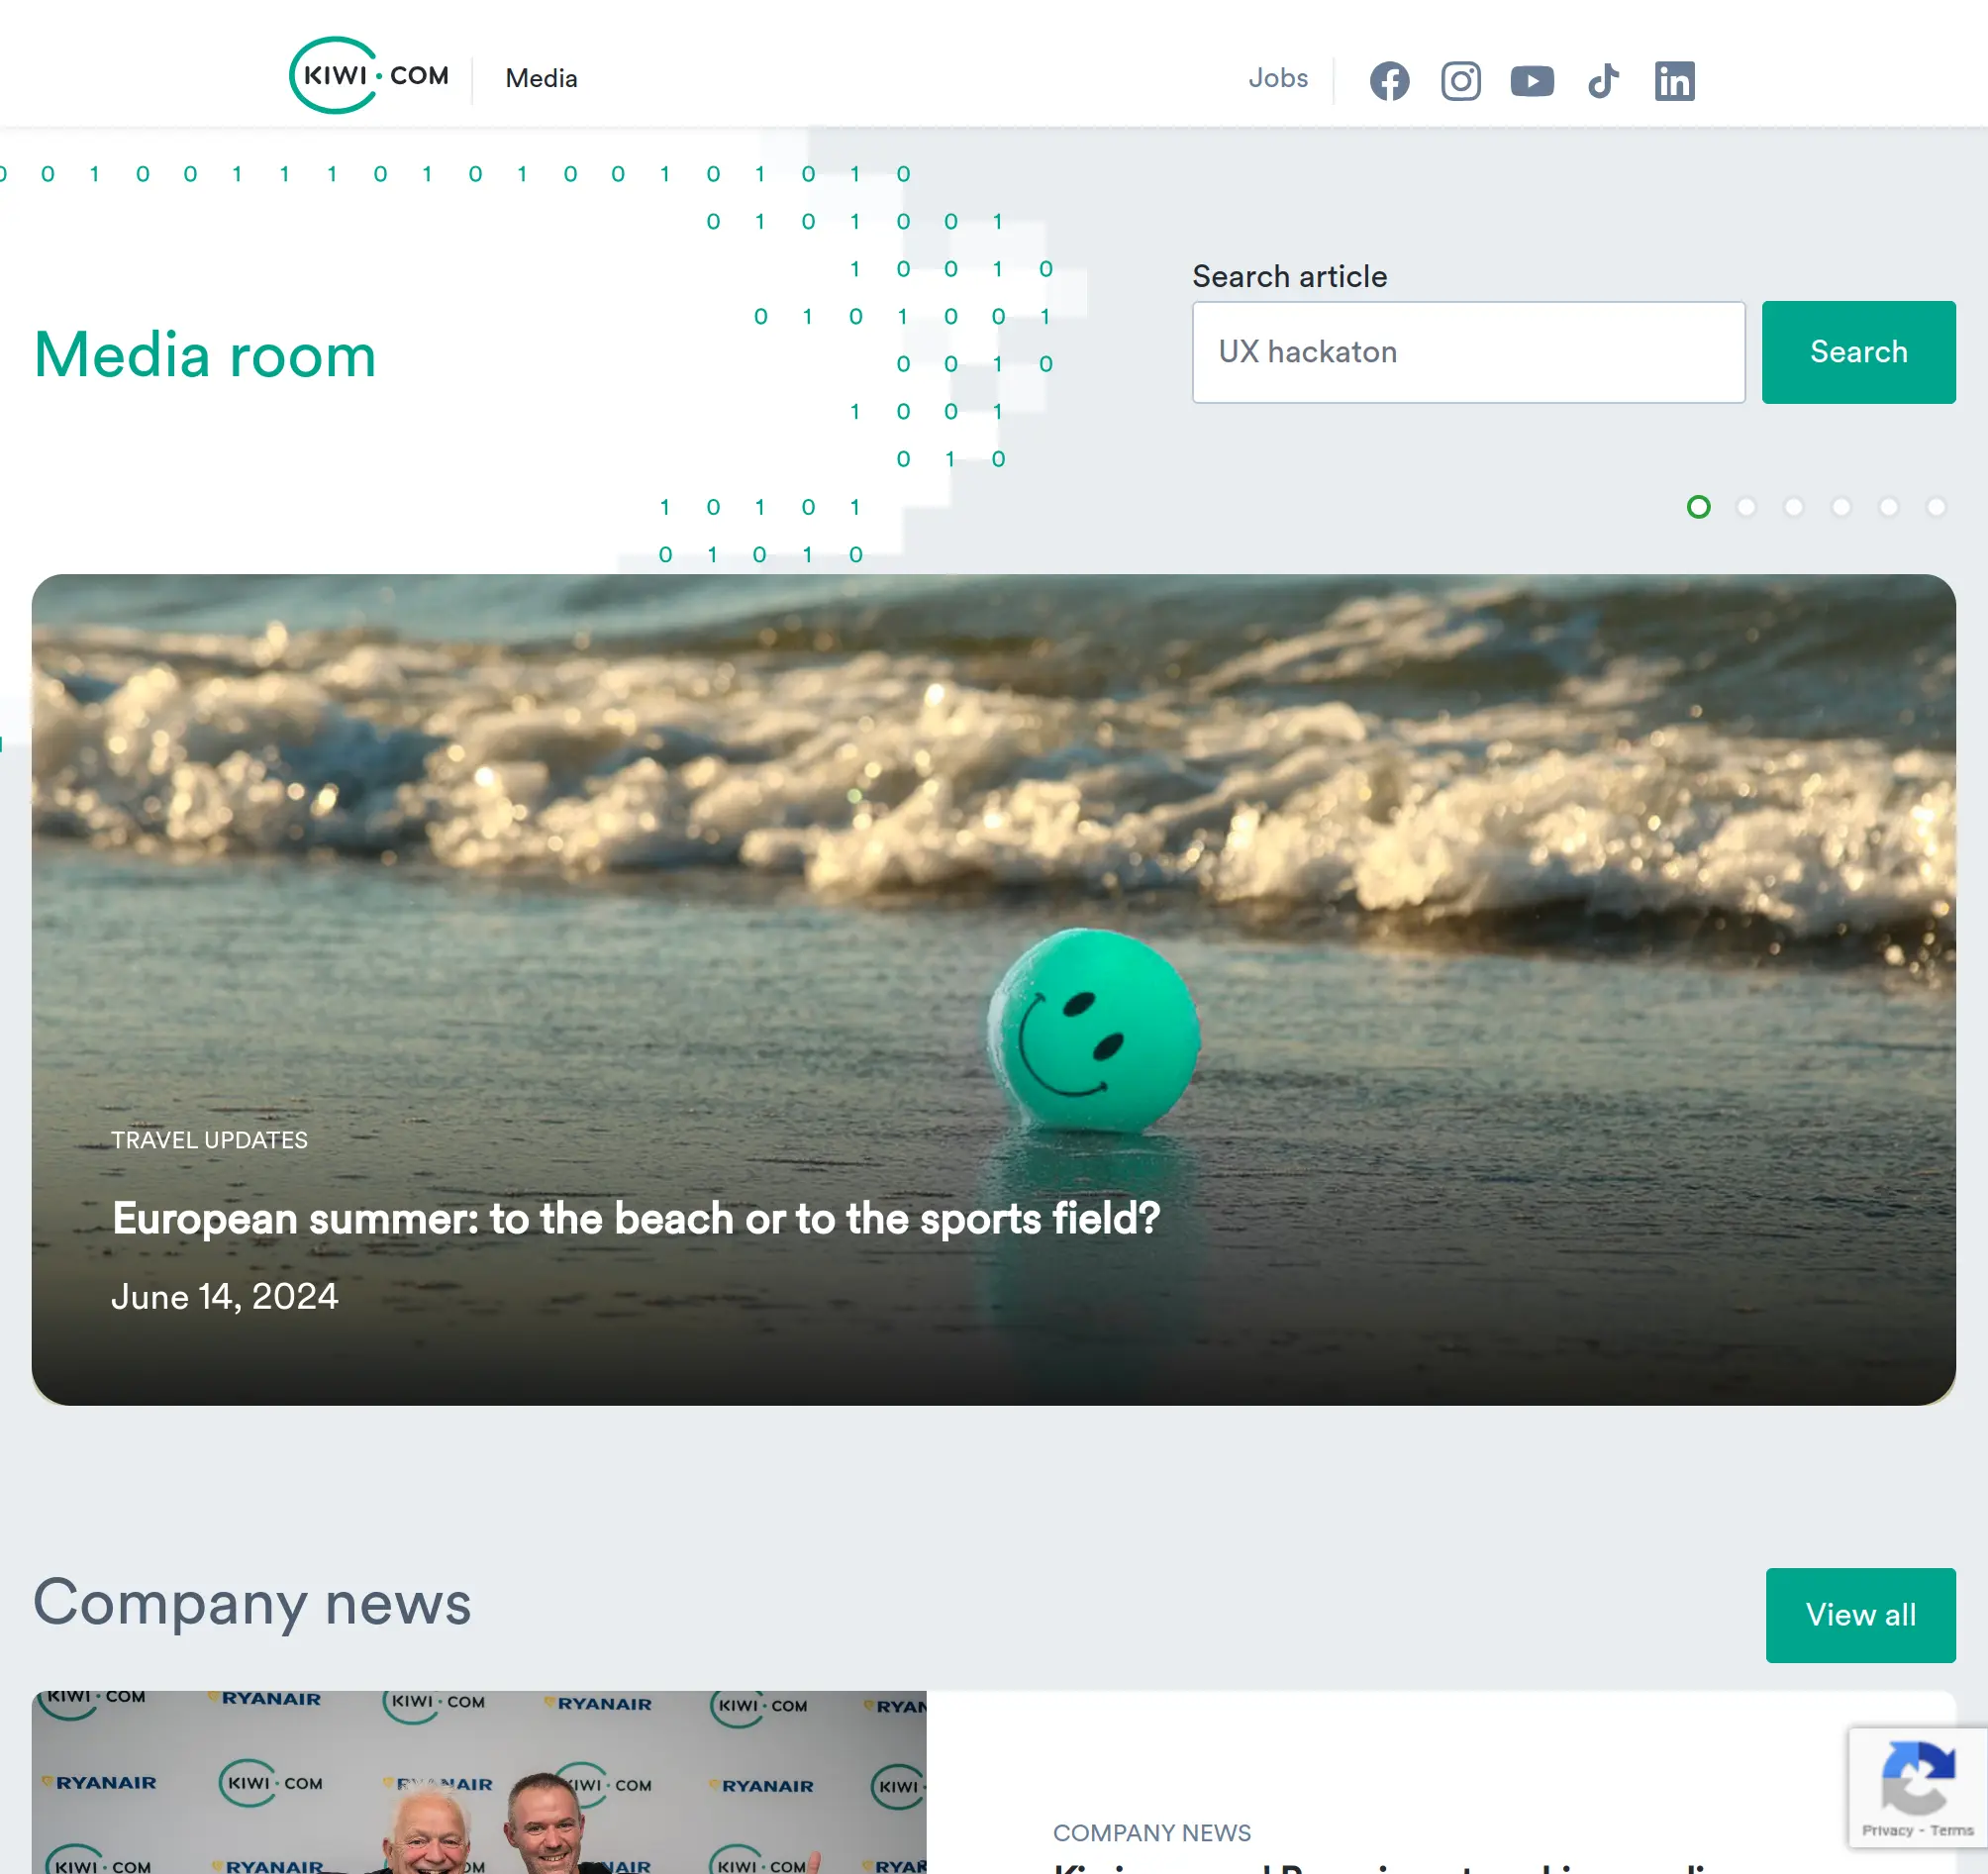 KIWI.COM
Media
Jobs
0 0 1 0 0 1 1 1 0 1 0 1 0 0 1 0 1 0 1 0
0 1 0 1 0 0 1
1 0 0 1 0
0 1 0 1 0 0 1
0 0 1 0
1 0 0 1
0 1 0
1 0 1 0 1
0 1 0 1 0
Search article
Media room
UX hackaton
Search
TRAVEL UPDATES
European summer: to the beach or to the sports field?
June 14, 2024
Company news
View all
KIWI.COM RYANAIR KIWI.COM RYANAIR KIWI.COM RYAN
RYANAIR KIWI.COM RYANAIR KIWI.COM RYANAIR KIWI
KIWI.COM RYANAIR KIWI.COM RYAN
COMPANY NEWS
Privacy - Terms